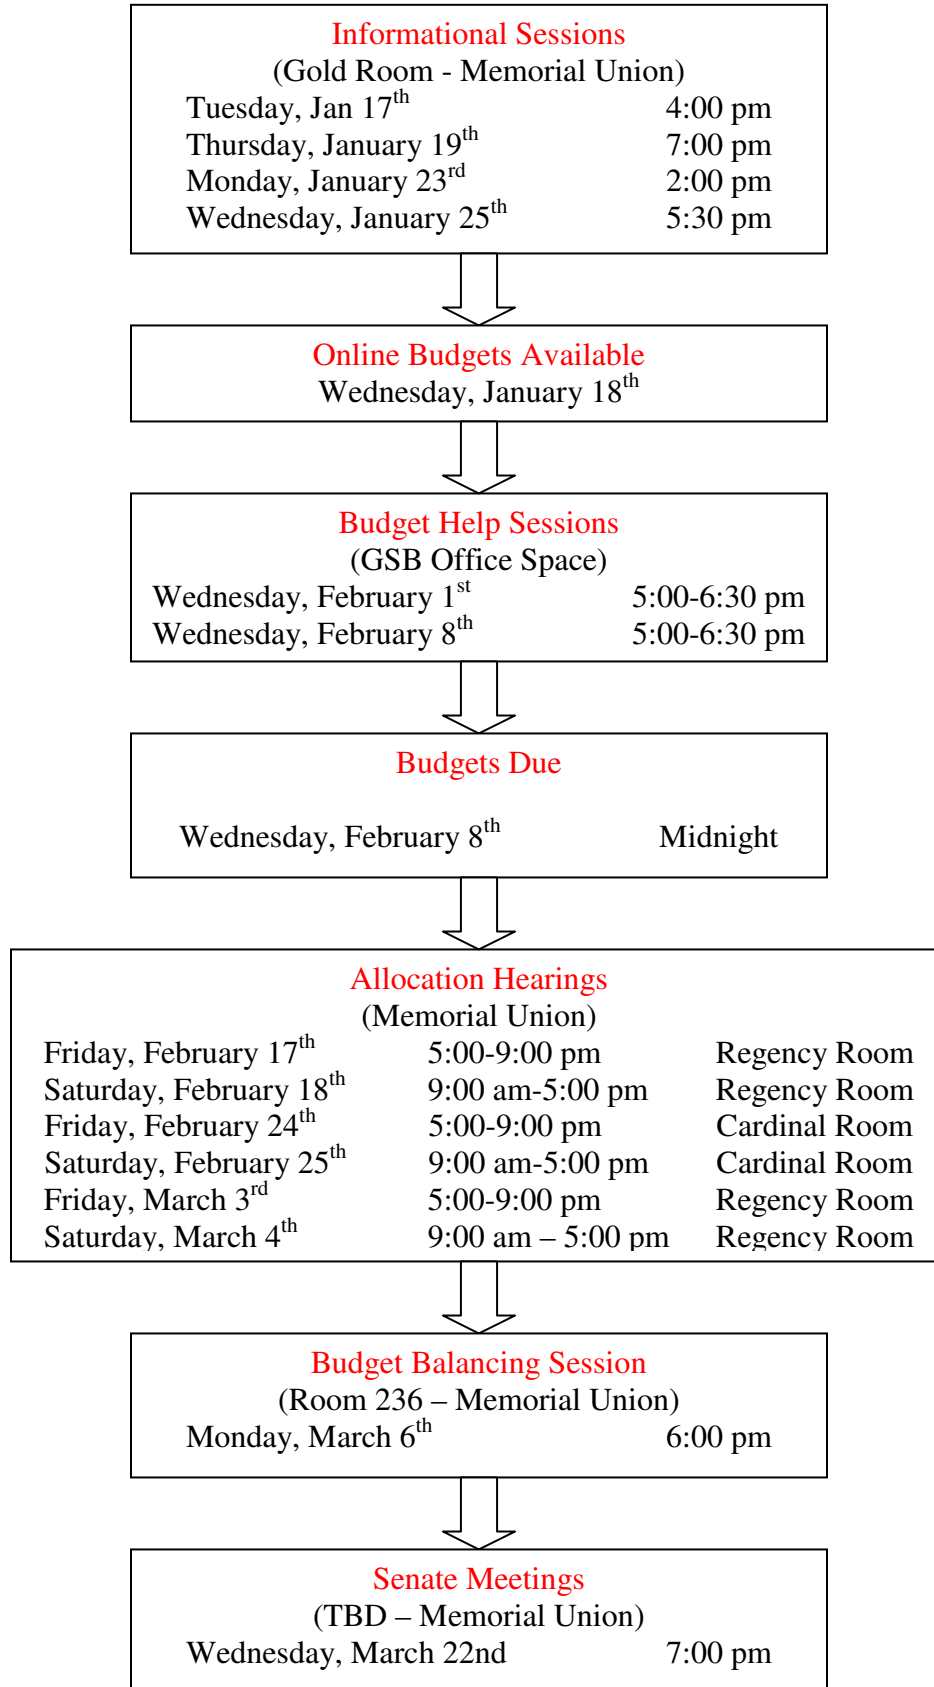 Informational Sessions
(Gold Room - Memorial Union)
Tuesday, Jan 17th 4:00 pm
Thursday, January 19th 7:00 pm
Monday, January 23rd 2:00 pm
Wednesday, January 25th 5:30 pm
Online Budgets Available
Wednesday, January 18th
Budget Help Sessions
(GSB Office Space)
Wednesday, February 1st 5:00-6:30 pm
Wednesday, February 8th 5:00-6:30 pm
Budgets Due
Wednesday, February 8th Midnight
Allocation Hearings
(Memorial Union)
Friday, February 17th 5:00-9:00 pm Regency Room
Saturday, February 18th 9:00 am-5:00 pm Regency Room
Friday, February 24th 5:00-9:00 pm Cardinal Room
Saturday, February 25th 9:00 am-5:00 pm Cardinal Room
Friday, March 3rd 5:00-9:00 pm Regency Room
Saturday, March 4th 9:00 am – 5:00 pm Regency Room
Budget Balancing Session
(Room 236 – Memorial Union)
Monday, March 6th 6:00 pm
Senate Meetings
(TBD – Memorial Union)
Wednesday, March 22nd 7:00 pm